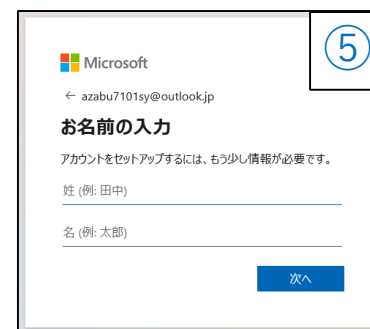 ⑤
Microsoft
← azabu7101sy@outlook.jp
お名前の入力
アカウントをセットアップするには、もう少し情報が必要です。
姓 (例: 田中)
名 (例: 太郎)
次へ